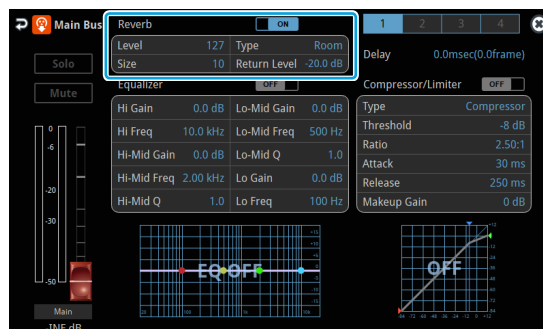 Main Bus
Reverb ON
1 2 3 4
Level 127 Type Room
Size 10 Return Level -20.0 dB
Delay 0.0msec(0.0frame)
Solo
Mute
Equalizer OFF
Hi Gain 0.0 dB Lo-Mid Gain 0.0 dB
Hi Freq 10.0 kHz Lo-Mid Freq 500 Hz
Hi-Mid Gain 0.0 dB Lo-Mid Q 1.0
Hi-Mid Freq 2.00 kHz Lo Gain 0.0 dB
Hi-Mid Q 1.0 Lo Freq 100 Hz
Compressor/Limiter OFF
Type Compressor
Threshold -8 dB
Ratio 2.50:1
Attack 30 ms
Release 250 ms
Makeup Gain 0 dB
0
-6
-20
-30
-50
EQ OFF
20 100 1k 10k
OFF
Main
-INF dB